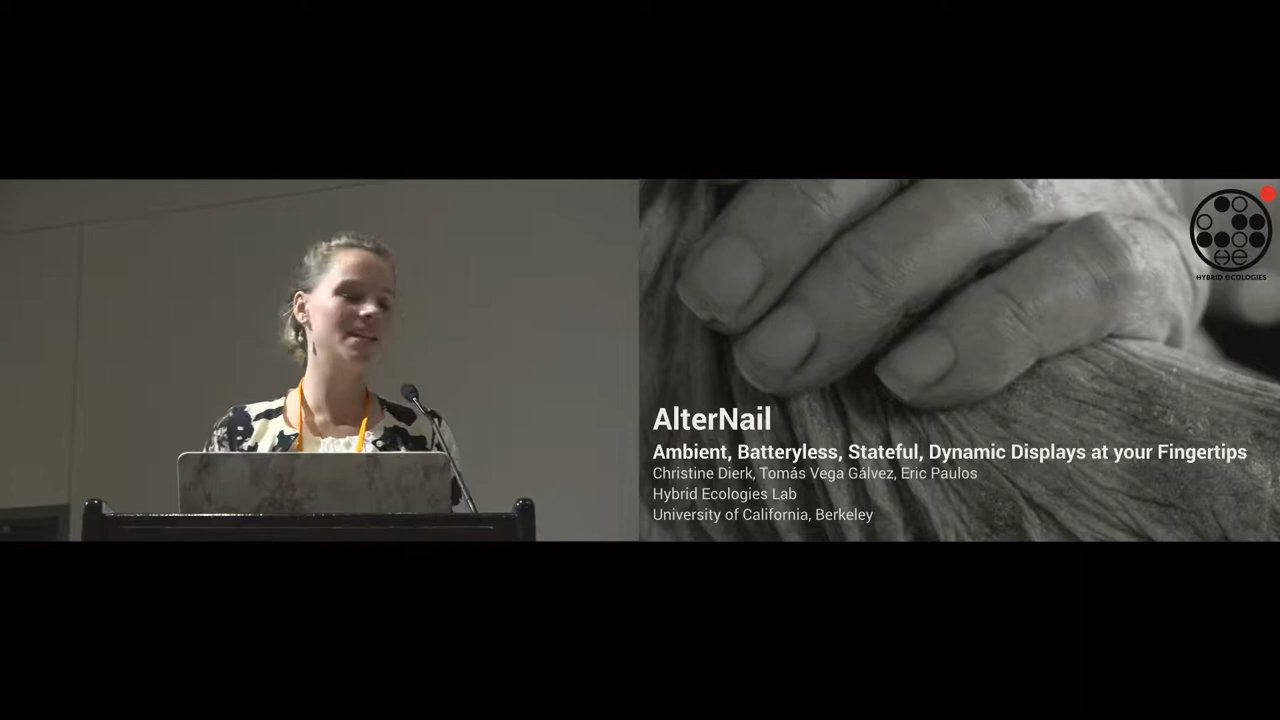 HYBRID ECOLOGIES
AlterNail
Ambient, Batteryless, Stateful, Dynamic Displays at your Fingertips
Christine Dierk, Tomás Vega Gálvez, Eric Paulos
Hybrid Ecologies Lab
University of California, Berkeley